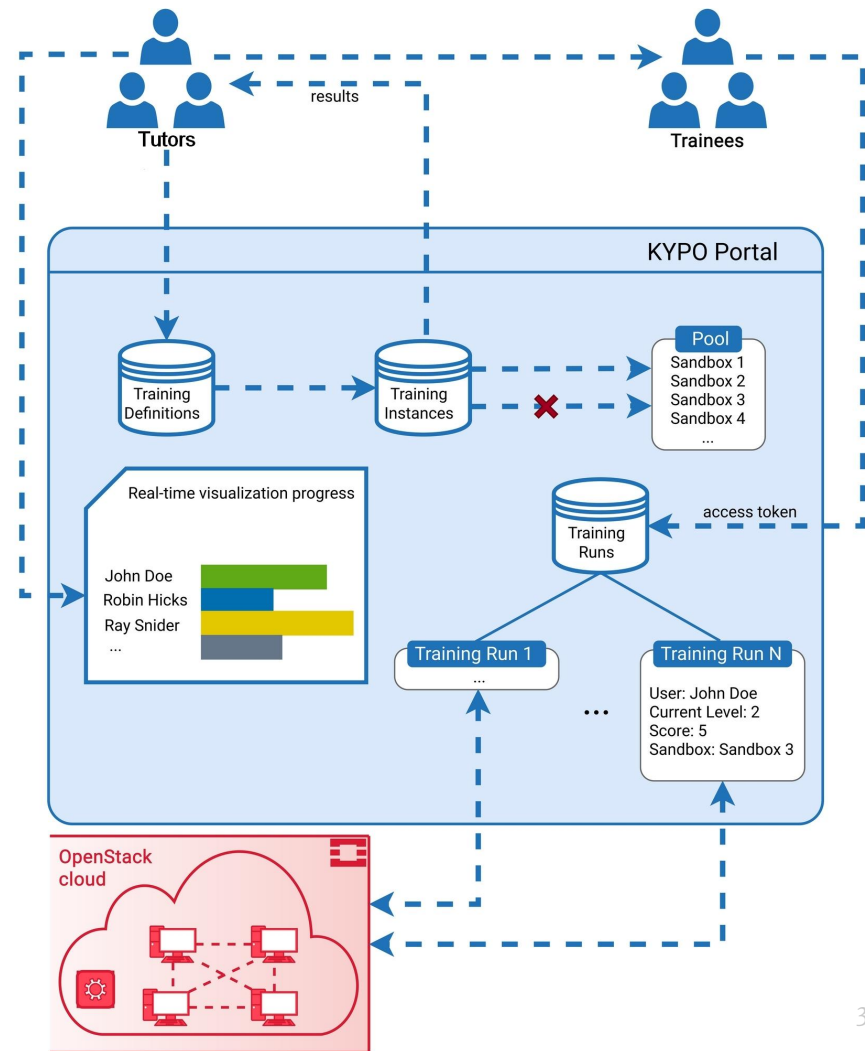 results
Tutors
Trainees
KYPO Portal
Training
Definitions
Training
Instances
Pool
Sandbox 1
Sandbox 2
Sandbox 3
Sandbox 4
...
Real-time visualization progress
John Doe
Robin Hicks
Ray Snider
...
Training
Runs
access token
Training Run 1
...
...
Training Run N
User: John Doe
Current Level: 2
Score: 5
Sandbox: Sandbox 3
OpenStack
cloud
3